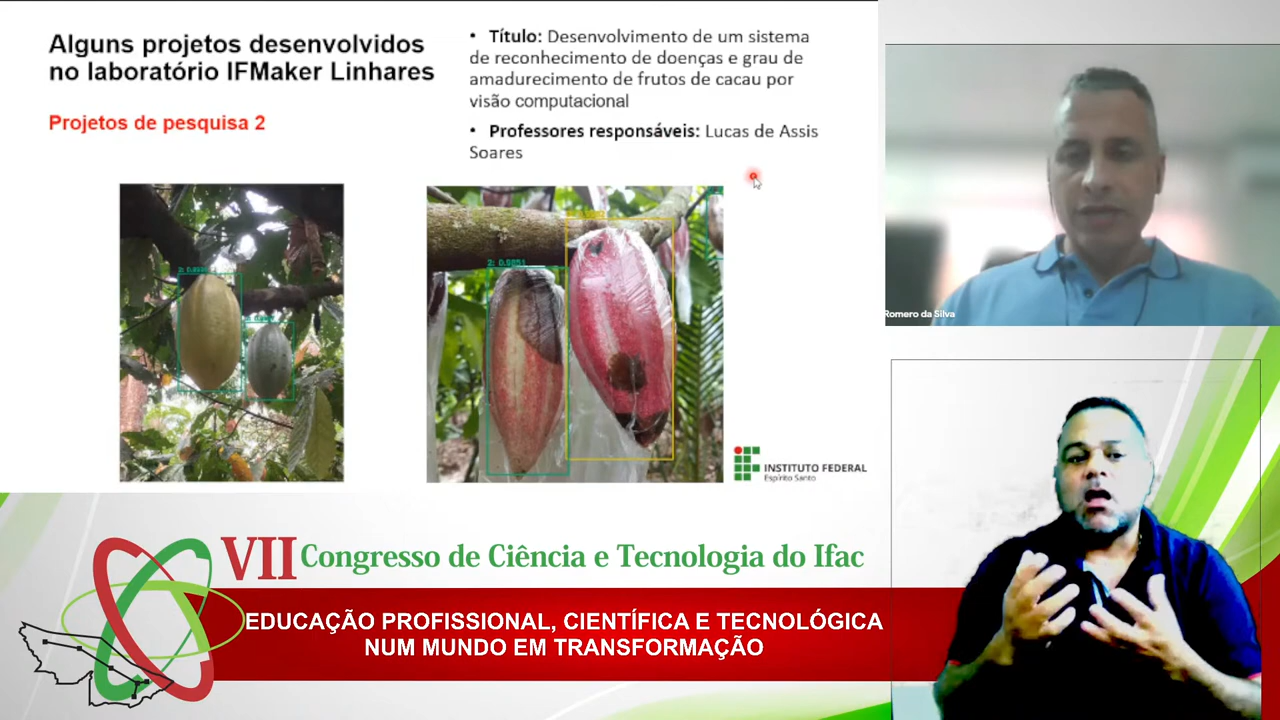 Alguns projetos desenvolvidos
no laboratório IFMaker Linhares
Projetos de pesquisa 2
• Título: Desenvolvimento de um sistema
de reconhecimento de doenças e grau de
amadurecimento de frutos de cacau por
visão computacional
• Professores responsáveis: Lucas de Assis
Soares
2: 0.9851
INSTITUTO FEDERAL
Espírito Santo
Romero da Silva
VII Congresso de Ciência e Tecnologia do Ifac
EDUCAÇÃO PROFISSIONAL, CIENTÍFICA E TECNOLÓGICA
NUM MUNDO EM TRANSFORMAÇÃO